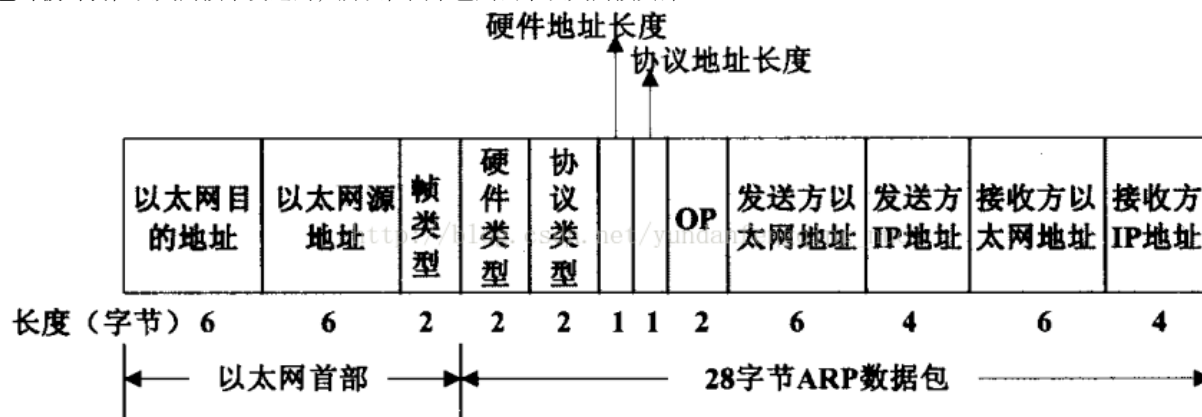 硬件地址长度
协议地址长度
以太网目的地址
以太网源地址
帧类型
硬件类型
协议类型
OP
发送方以太网地址
发送方IP地址
接收方以太网地址
接收方IP地址
长度（字节） 6 6 2 2 2 1 1 2 6 4 6 4
以太网首部
28字节ARP数据包